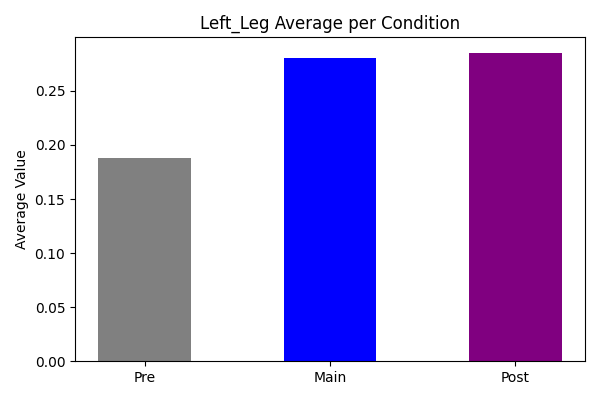 Left_Leg Average per Condition
Average Value
0.25
0.20
0.15
0.10
0.05
0.00
Pre
Main
Post